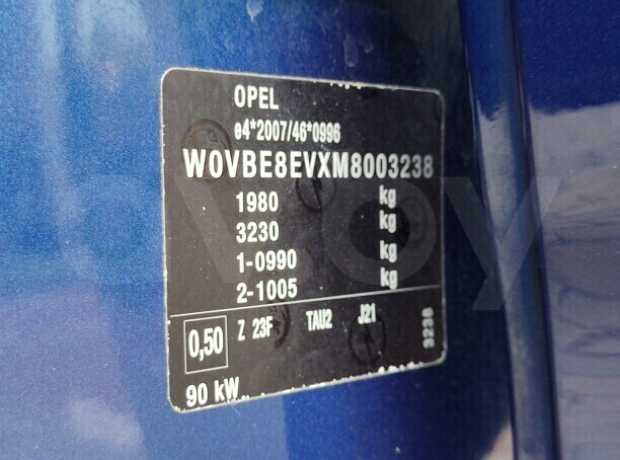 OPEL
e4*2007/46*0996
W0VBE8EVXM8003238
1980 kg
3230 kg
1-0990 kg
2-1005 kg
0,50 Z 23F TAU2 J21
3238
90 kW